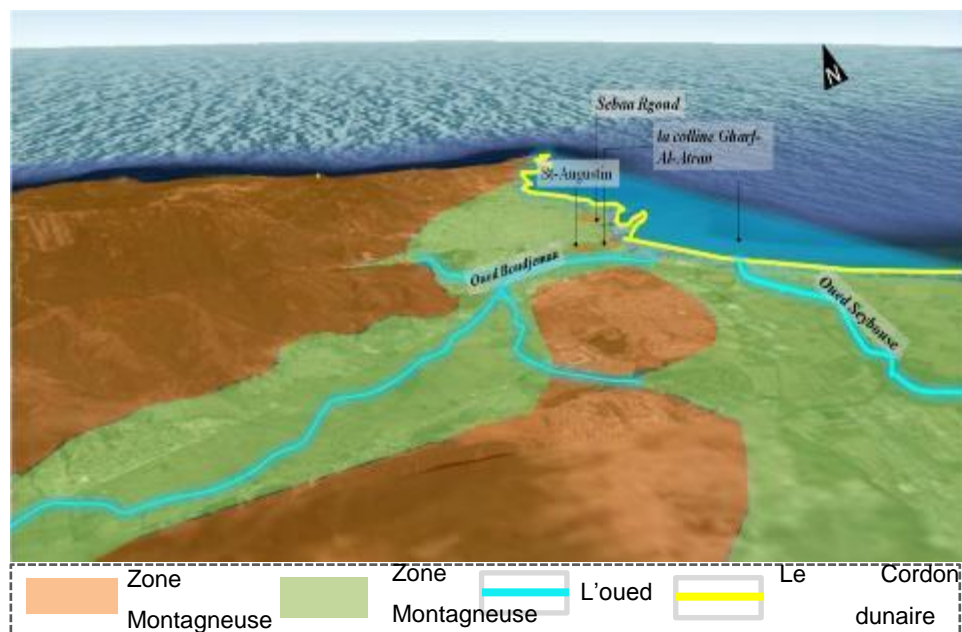 N
Sebaa Rgoud
la colline Gharf-
Al-Atran
St-Augustin
Oued Boudjemaa
Oued Seybouse
Zone
Montagneuse
Zone
Montagneuse
L'oued
Le Cordon
dunaire